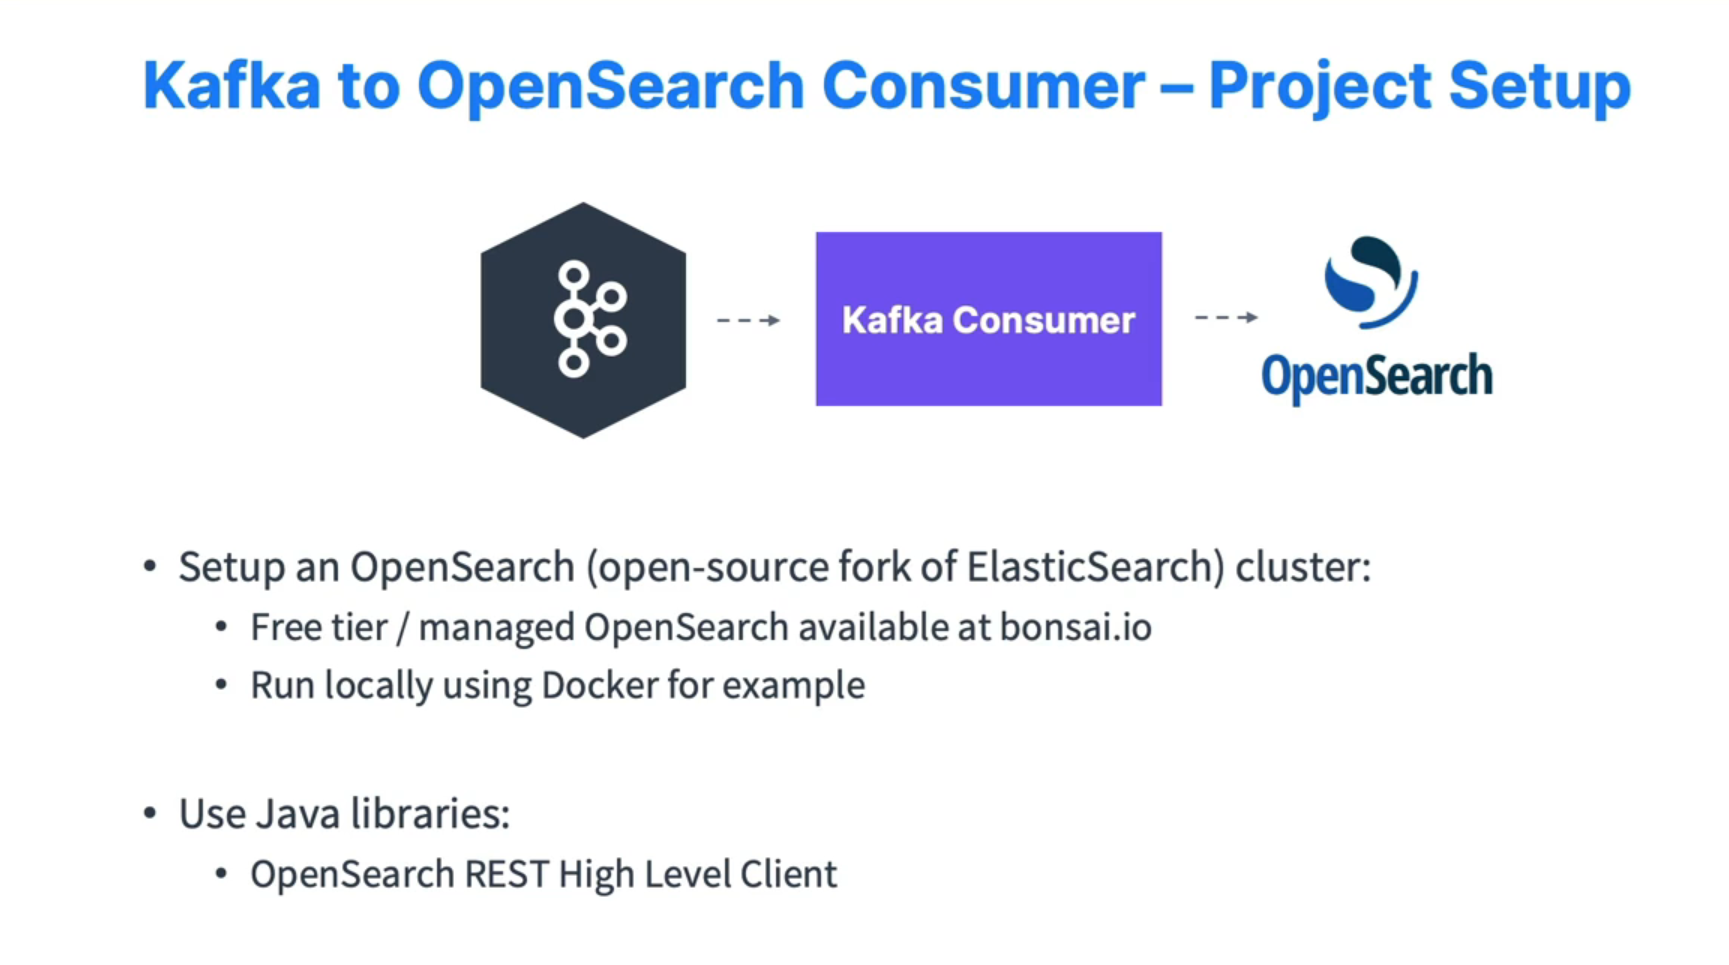 Kafka to OpenSearch Consumer – Project Setup
Kafka Consumer
OpenSearch
• Setup an OpenSearch (open-source fork of ElasticSearch) cluster:
• Free tier / managed OpenSearch available at bonsai.io
• Run locally using Docker for example
• Use Java libraries:
• OpenSearch REST High Level Client